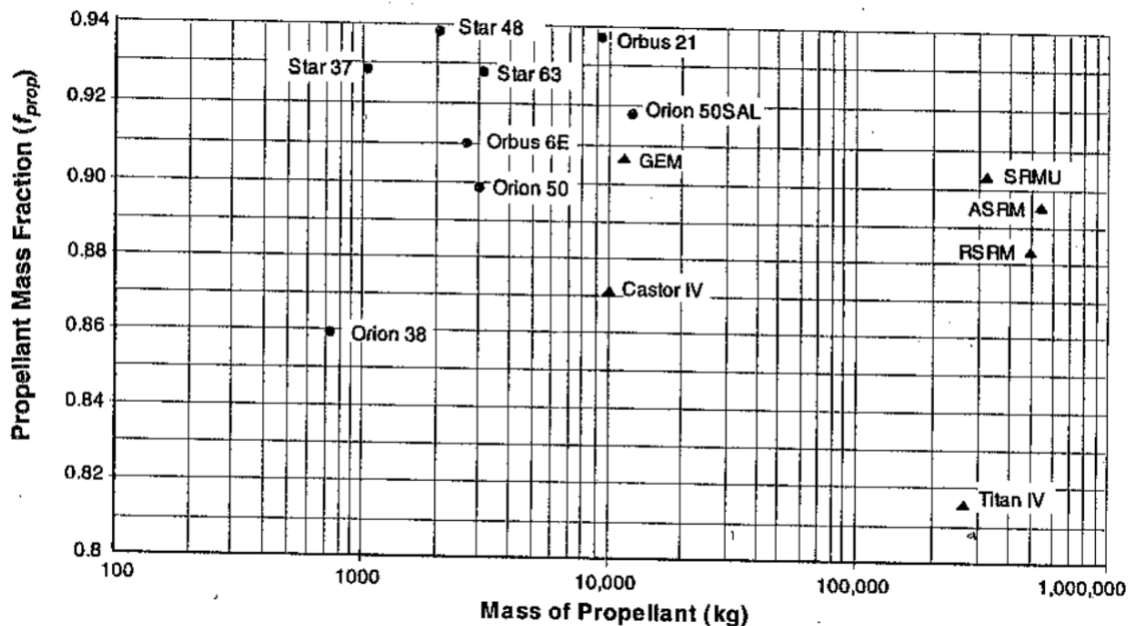 0.94
Star 48
Orbus 21
Star 37
Star 63
0.92
Orion 50SAL
Orbus 6E
GEM
0.90
Orion 50
SRMU
ASRM
0.88
RSRM
Castor IV
0.86
Orion 38
0.84
0.82
Titan IV
0.8
100
1000
10,000
100,000
1,000,000
Mass of Propellant (kg)
Propellant Mass Fraction (fprop)